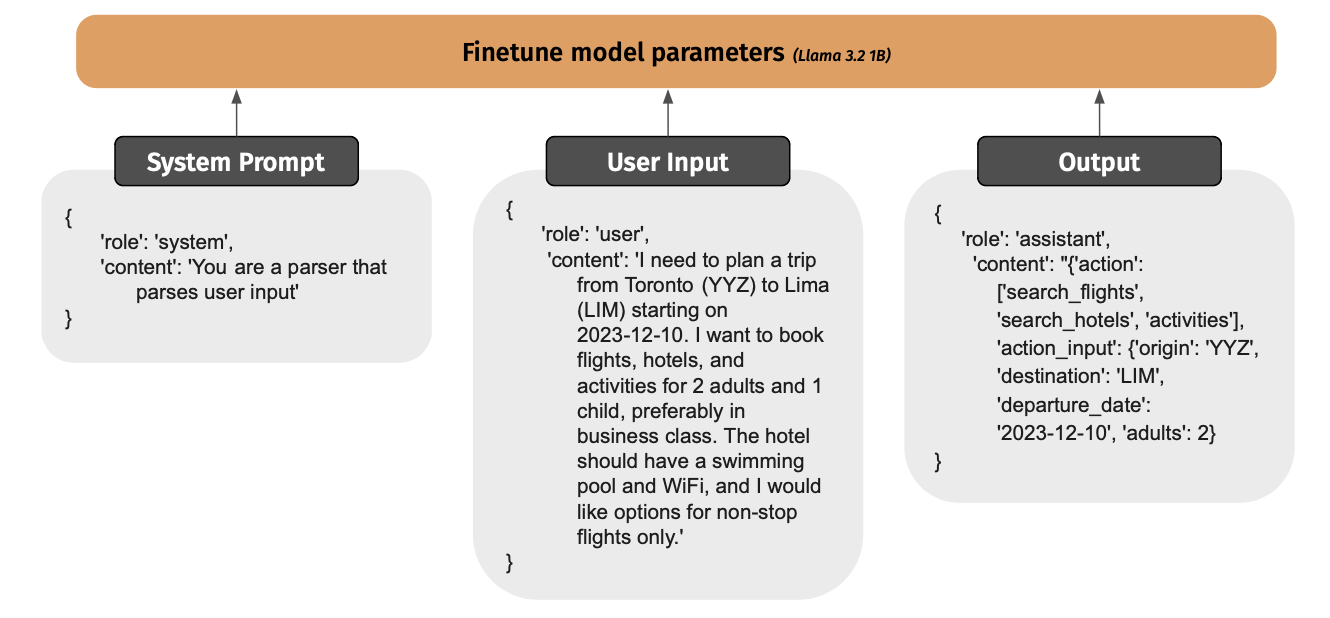 Finetune model parameters (Llama 3.2 1B)
System Prompt
{
'role': 'system',
'content': 'You are a parser that
parses user input'
}
User Input
{
'role': 'user',
'content': 'I need to plan a trip
from Toronto (YYZ) to Lima
(LIM) starting on
2023-12-10. I want to book
flights, hotels, and
activities for 2 adults and 1
child, preferably in
business class. The hotel
should have a swimming
pool and WiFi, and I would
like options for non-stop
flights only.'
}
Output
{
'role': 'assistant',
'content': "{'action':
['search_flights',
'search_hotels', 'activities'],
'action_input': {'origin': 'YYZ',
'destination': 'LIM',
'departure_date':
'2023-12-10', 'adults': 2}
}